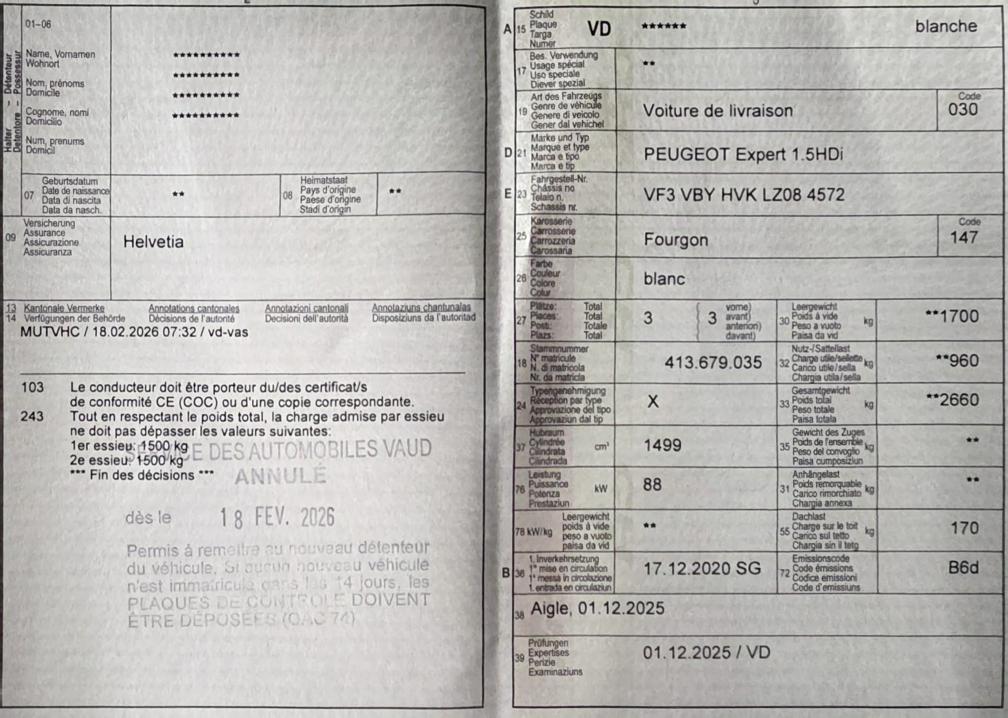 01-06
Halter – Détenteur
Detentore – Possessur
Name, Vornamen
Wohnort
**********
**********
Nom, prénoms
Domicile
**********
Cognome, nomi
Domicilio
**********
Num, prenums
Domicil
07
Geburtsdatum
Date de naissance
Data di nascita
Data da nasch.
**
08
Heimatstaat
Pays d'origine
Paese d'origine
Stadi d'origin
**
09
Versicherung
Assurance
Assicurazione
Assicuranza
Helvetia
13 Kantonale Vermerke Annotations cantonales Annotazioni cantonali Annotaziuns chantunalas
14 Verfügungen der Behörde Décisions de l'autorité Decisioni dell'autorità Disposiziuns da l'autoritad
MUTVHC / 18.02.2026 07:32 / vd-vas
103 Le conducteur doit être porteur du/des certificat/s
de conformité CE (COC) ou d'une copie correspondante.
243 Tout en respectant le poids total, la charge admise par essieu
ne doit pas dépasser les valeurs suivantes:
1er essieu: 1500 kg
2e essieu: 1500 kg
*** Fin des décisions ***
DES AUTOMOBILES VAUD
ANNULÉ
dès le 18 FEV. 2026
Permis à remettre au nouveau détenteur
du véhicule. Si aucun nouveau véhicule
n'est immatriculé dans les 14 jours, les
PLAQUES DE CONTROLE DOIVENT
ÊTRE DÉPOSÉES (OAC 74)
A 15
Schild
Plaque
Targa
Numer
VD ****** blanche
17
Bes. Verwendung
Usage spécial
Uso speciale
Diever spezial
**
19
Art des Fahrzeugs
Genre de véhicule
Genere di veicolo
Gener dal vehichel
Voiture de livraison
Code
030
D 21
Marke und Typ
Marque et type
Marca e tipo
Marca e tip
PEUGEOT Expert 1.5HDi
E 23
Fahrgestell-Nr.
Châssis no
Telaio n.
Schassis nr.
VF3 VBY HVK LZ08 4572
25
Karosserie
Carrosserie
Carrozzeria
Carossaria
Fourgon
Code
147
26
Farbe
Couleur
Colore
Colur
blanc
27
Plätze: Total
Places: Total
Posti: Totale
Plazs: Total
3
{ 3
vorne)
avant)
anteriori)
davant)
30
Leergewicht
Poids à vide
Peso a vuoto
Paisa da vid
kg
**1700
18
Stammnummer
N° matricule
N. di matricola
Nr. da matricla
413.679.035
32
Nutz-/Sattellast
Charge utile/sellette
Carico utile/sella
Chargia utila/sella
kg
**960
24
Typengenehmigung
Réception par type
Approvazione del tipo
Approvaziun dal tip
X
33
Gesamtgewicht
Poids total
Peso totale
Paisa totala
kg
**2660
37
Hubraum
Cylindrée
Cilindrata
Cilindrada
cm³
1499
35
Gewicht des Zuges
Poids de l'ensemble
Peso del convoglio
Paisa cumposiziun
kg
**
76
Leistung
Puissance
Potenza
Prestaziun
kW
88
31
Anhängelast
Poids remorquable
Carico rimorchiato
Chargia annexa
kg
**
78 kW/kg
Leergewicht
poids à vide
peso a vuoto
paisa da vid
**
55
Dachlast
Charge sur le toit
Carico sul tetto
Chargia sin il tetg
kg
170
B 36
1. Inverkehrsetzung
1re mise en circulation
1a messa in circolazione
1. entrada en circulaziun
17.12.2020 SG
72
Emissionscode
Code émissions
Codice emissioni
Code d'emissiuns
B6d
38 Aigle, 01.12.2025
39
Prüfungen
Expertises
Perizie
Examinaziuns
01.12.2025 / VD